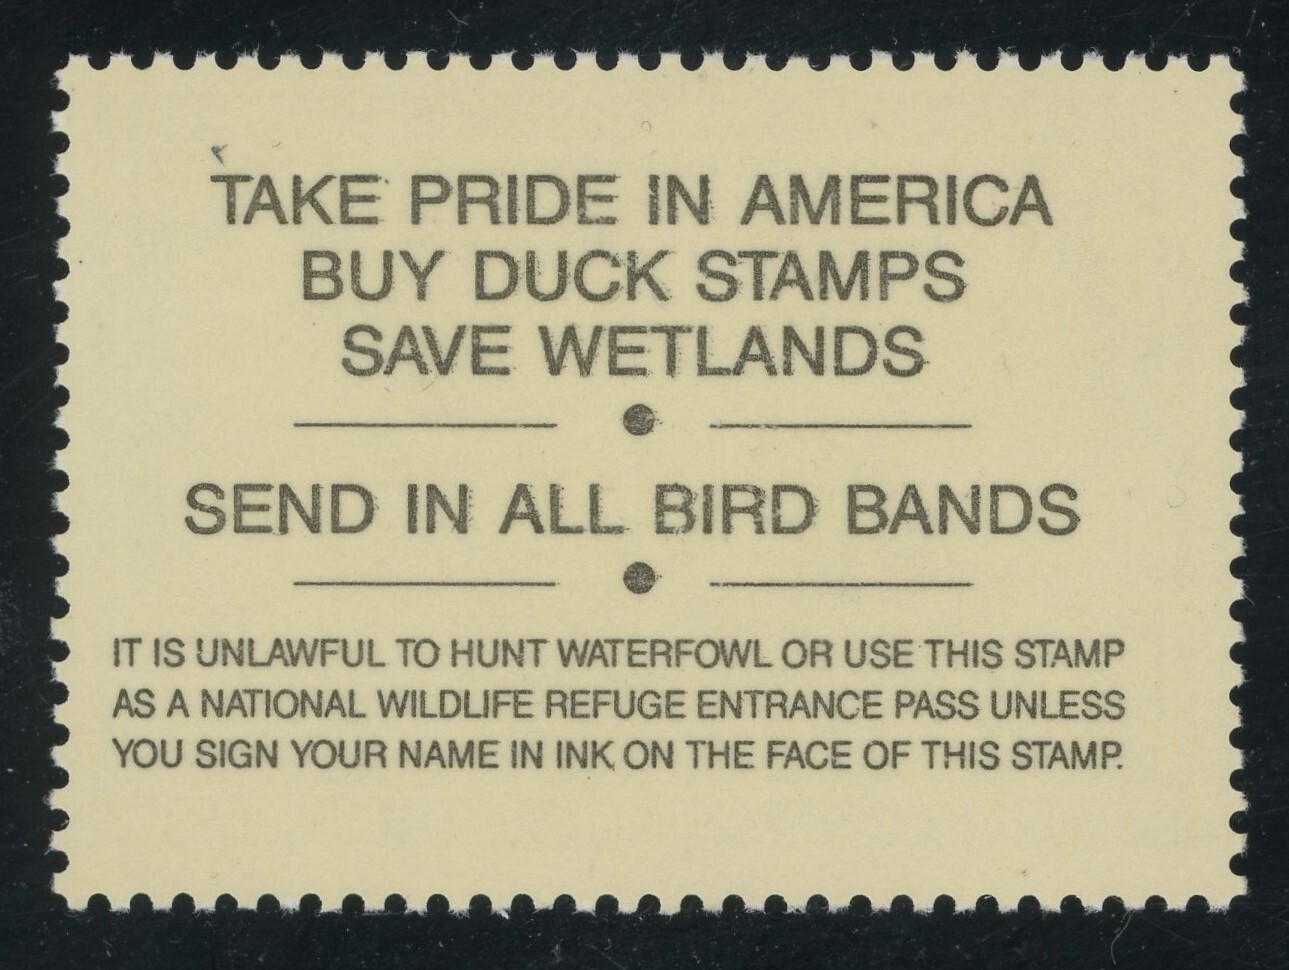 TAKE PRIDE IN AMERICA
BUY DUCK STAMPS
SAVE WETLANDS
SEND IN ALL BIRD BANDS
IT IS UNLAWFUL TO HUNT WATERFOWL OR USE THIS STAMP
AS A NATIONAL WILDLIFE REFUGE ENTRANCE PASS UNLESS
YOU SIGN YOUR NAME IN INK ON THE FACE OF THIS STAMP.